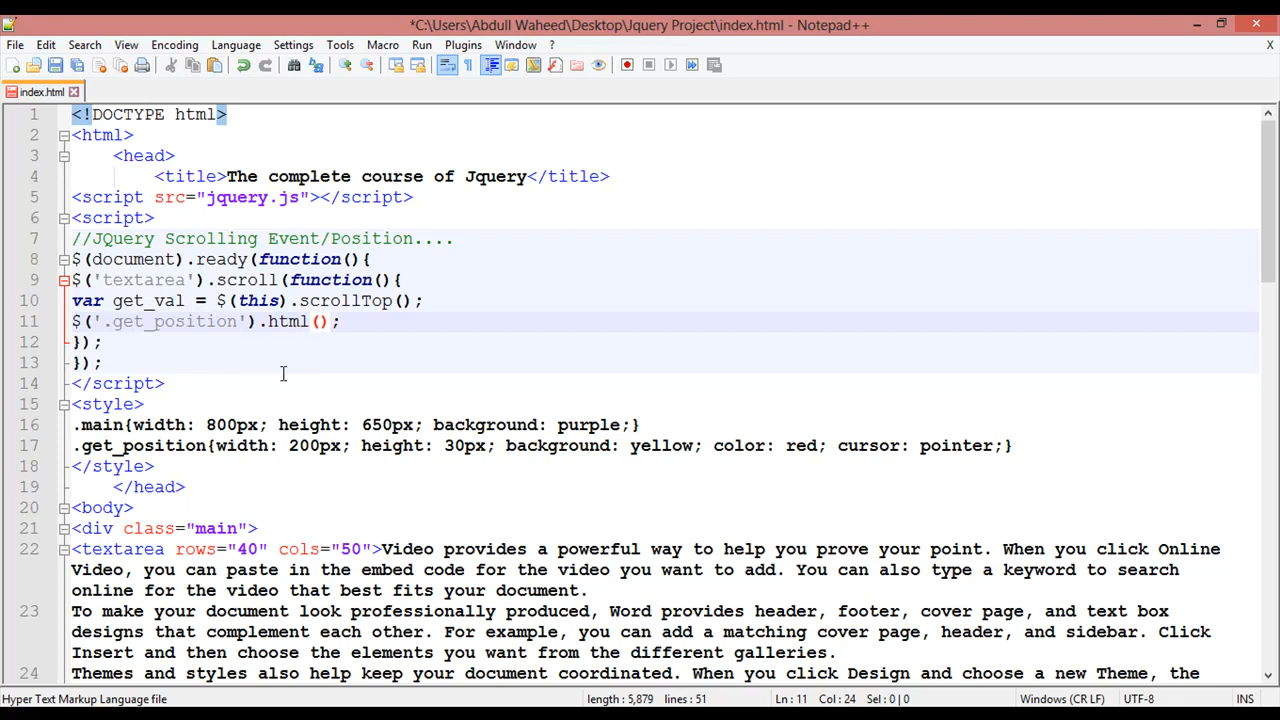 *C:\Users\Abdull Waheed\Desktop\Jquery Project\index.html - Notepad++
File Edit Search View Encoding Language Settings Tools Macro Run Plugins Window ? X
index.html
1 <!DOCTYPE html>
2 <html>
3 <head>
4 <title>The complete course of Jquery</title>
5 <script src="jquery.js"></script>
6 <script>
7 //JQuery Scrolling Event/Position....
8 $(document).ready(function(){
9 $('textarea').scroll(function(){
10 var get_val = $(this).scrollTop();
11 $('.get_position').html();
12 });
13 });
14 </script>
15 <style>
16 .main{width: 800px; height: 650px; background: purple;}
17 .get_position{width: 200px; height: 30px; background: yellow; color: red; cursor: pointer;}
18 </style>
19 </head>
20 <body>
21 <div class="main">
22 <textarea rows="40" cols="50">Video provides a powerful way to help you prove your point. When you click Online
Video, you can paste in the embed code for the video you want to add. You can also type a keyword to search
online for the video that best fits your document.
23 To make your document look professionally produced, Word provides header, footer, cover page, and text box
designs that complement each other. For example, you can add a matching cover page, header, and sidebar. Click
Insert and then choose the elements you want from the different galleries.
24 Themes and styles also help keep your document coordinated. When you click Design and choose a new Theme, the
Hyper Text Markup Language file length : 5,879 lines : 51 Ln : 11 Col : 24 Sel : 0 | 0 Windows (CR LF) UTF-8 INS